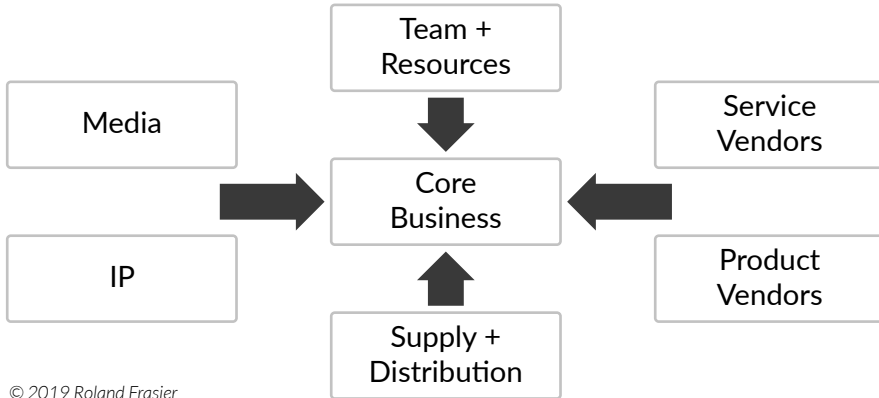 Team +
Resources
Media
Service
Vendors
Core
Business
IP
Product
Vendors
Supply +
Distribution
© 2019 Roland Frasier